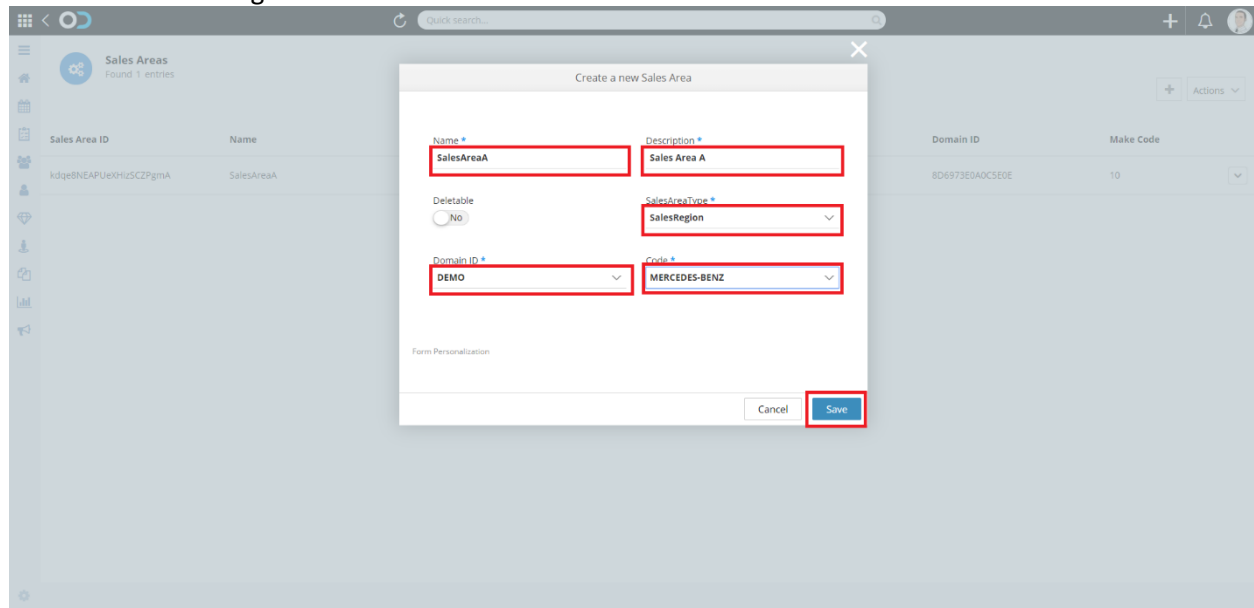 Quick search...
Sales Areas
Found 1 entries
Create a new Sales Area
Actions
Sales Area ID
Name
Domain ID
Make Code
kdqe8NEAPUeXHizSCZPgmA
SalesAreaA
8D6973E0A0C5E0E
10
Name *
Description *
SalesAreaA
Sales Area A
Deletable
SalesAreaType *
No
SalesRegion
Domain ID *
Code *
DEMO
MERCEDES-BENZ
Form Personalization
Cancel
Save